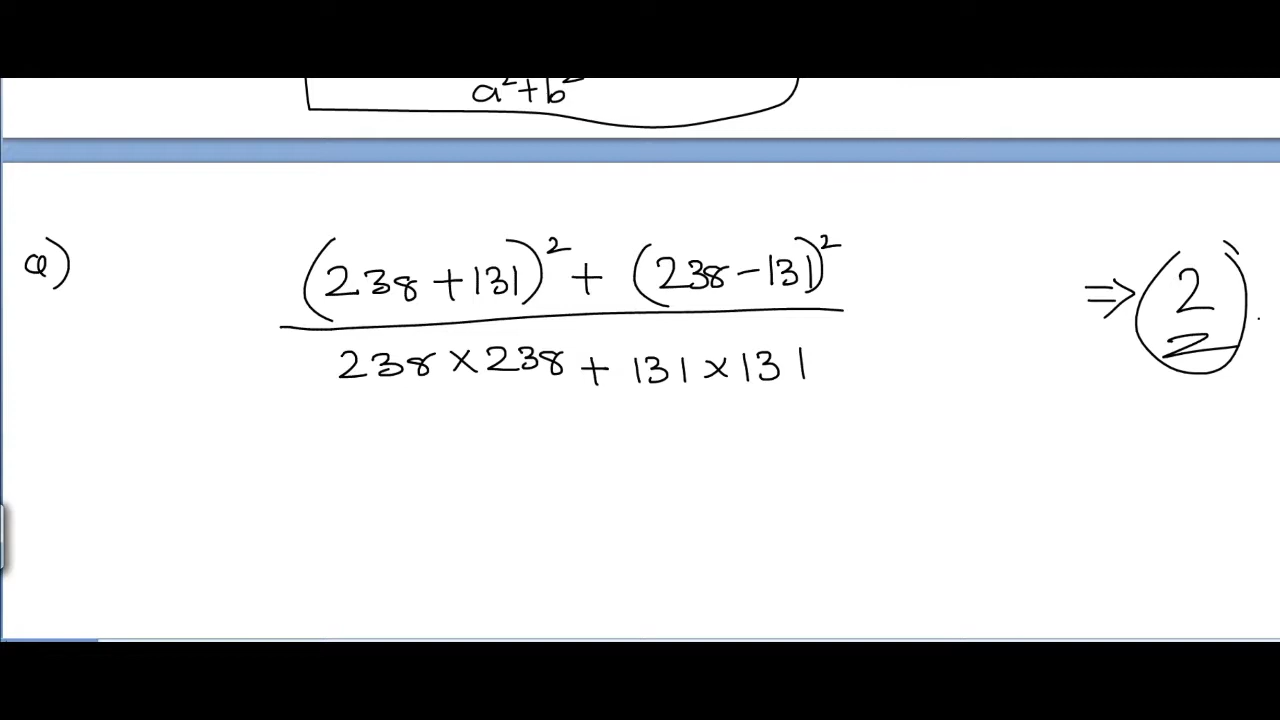 a²+b²
Q)
(238+131)² + (238-131)²
238×238 + 131×131
⇒ 2